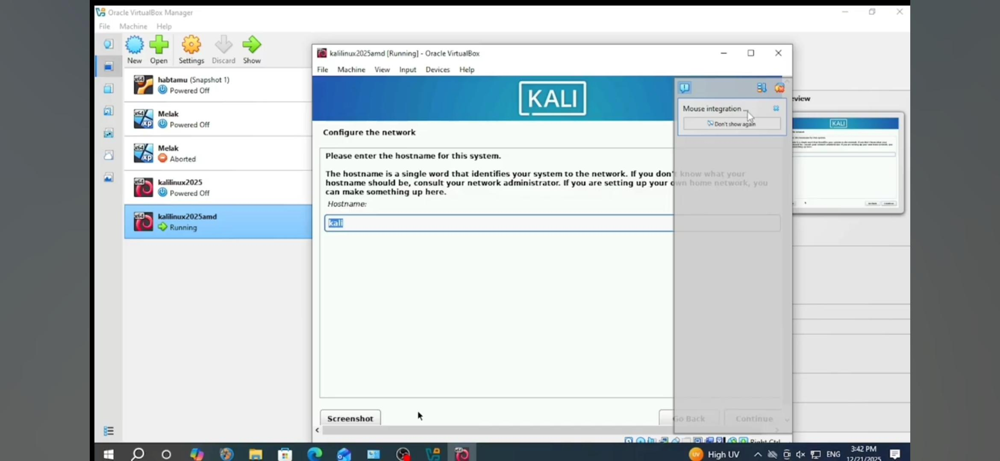 Oracle VirtualBox Manager
File Machine Help
New Open Settings Discard Show
habtamu (Snapshot 1)
Powered Off
Melak
Powered Off
Melak
Aborted
kalilinux2025
Powered Off
kalilinux2025amd
Running
kalilinux2025amd [Running] - Oracle VirtualBox
File Machine View Input Devices Help
KALI
Mouse integration ...
Don't show again
Configure the network
Please enter the hostname for this system.
The hostname is a single word that identifies your system to the network. If you don't know what your
hostname should be, consult your network administrator. If you are setting up your own home network, you
can make something up here.
Hostname:
kali
Screenshot Go Back Continue
Right Ctrl
eview
KALI
High UV
ENG
3:42 PM
12/21/2025